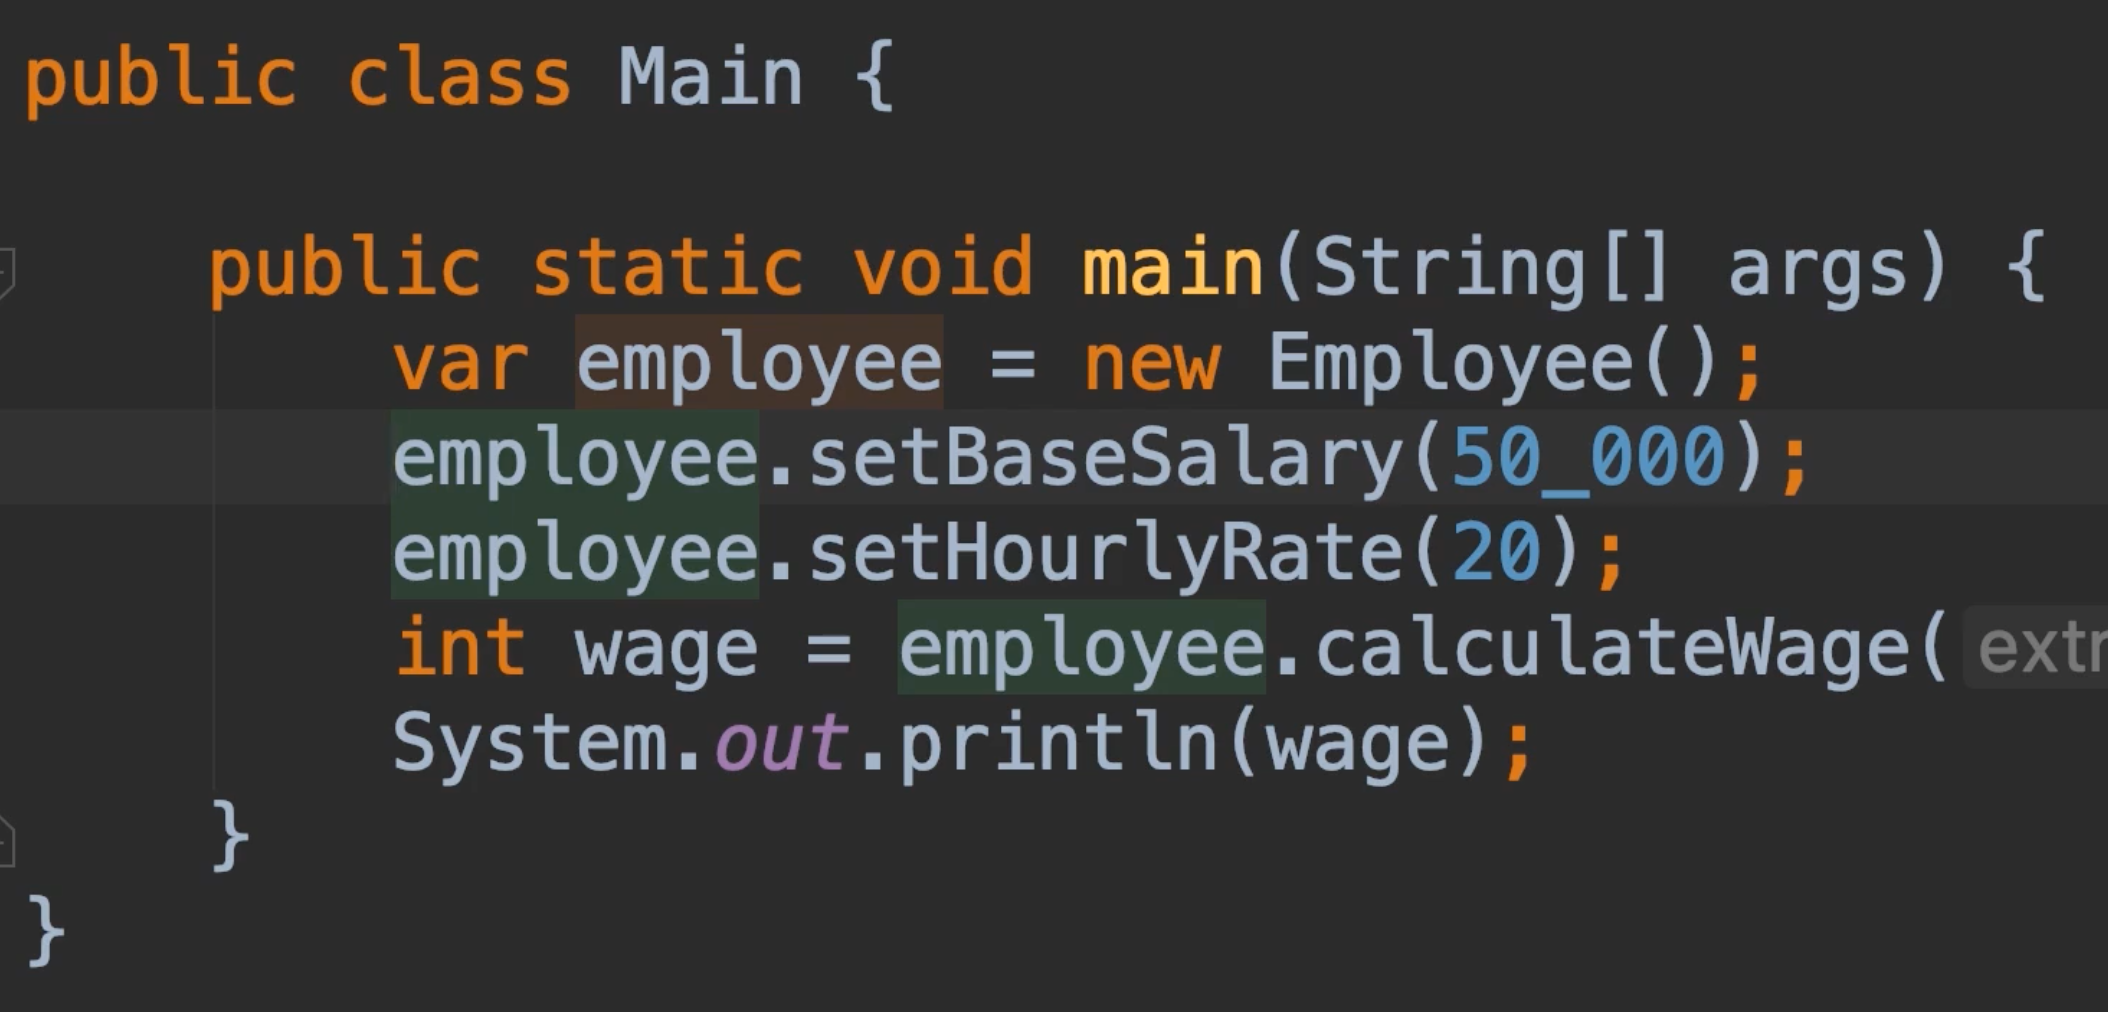 public class Main {
public static void main(String[] args) {
var employee = new Employee();
employee.setBaseSalary(50_000);
employee.setHourlyRate(20);
int wage = employee.calculateWage( extr
System.out.println(wage);
}
}